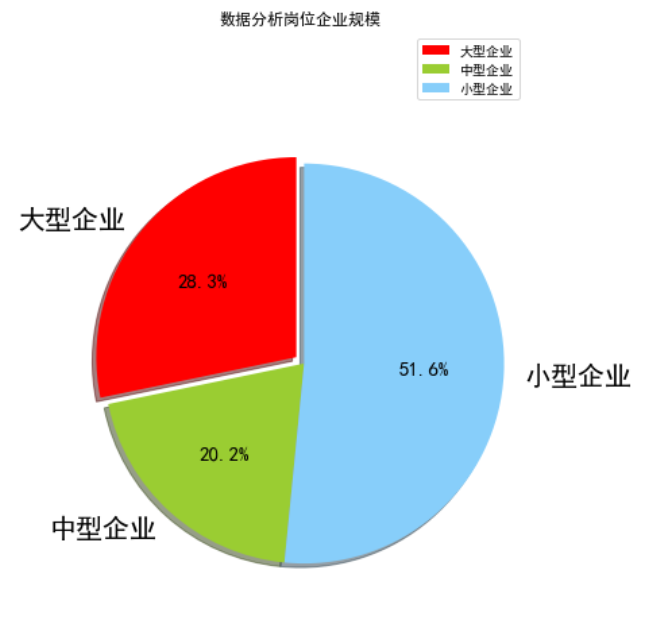 数据分析岗位企业规模
大型企业
中型企业
小型企业
大型企业
28.3%
51.6%
小型企业
20.2%
中型企业